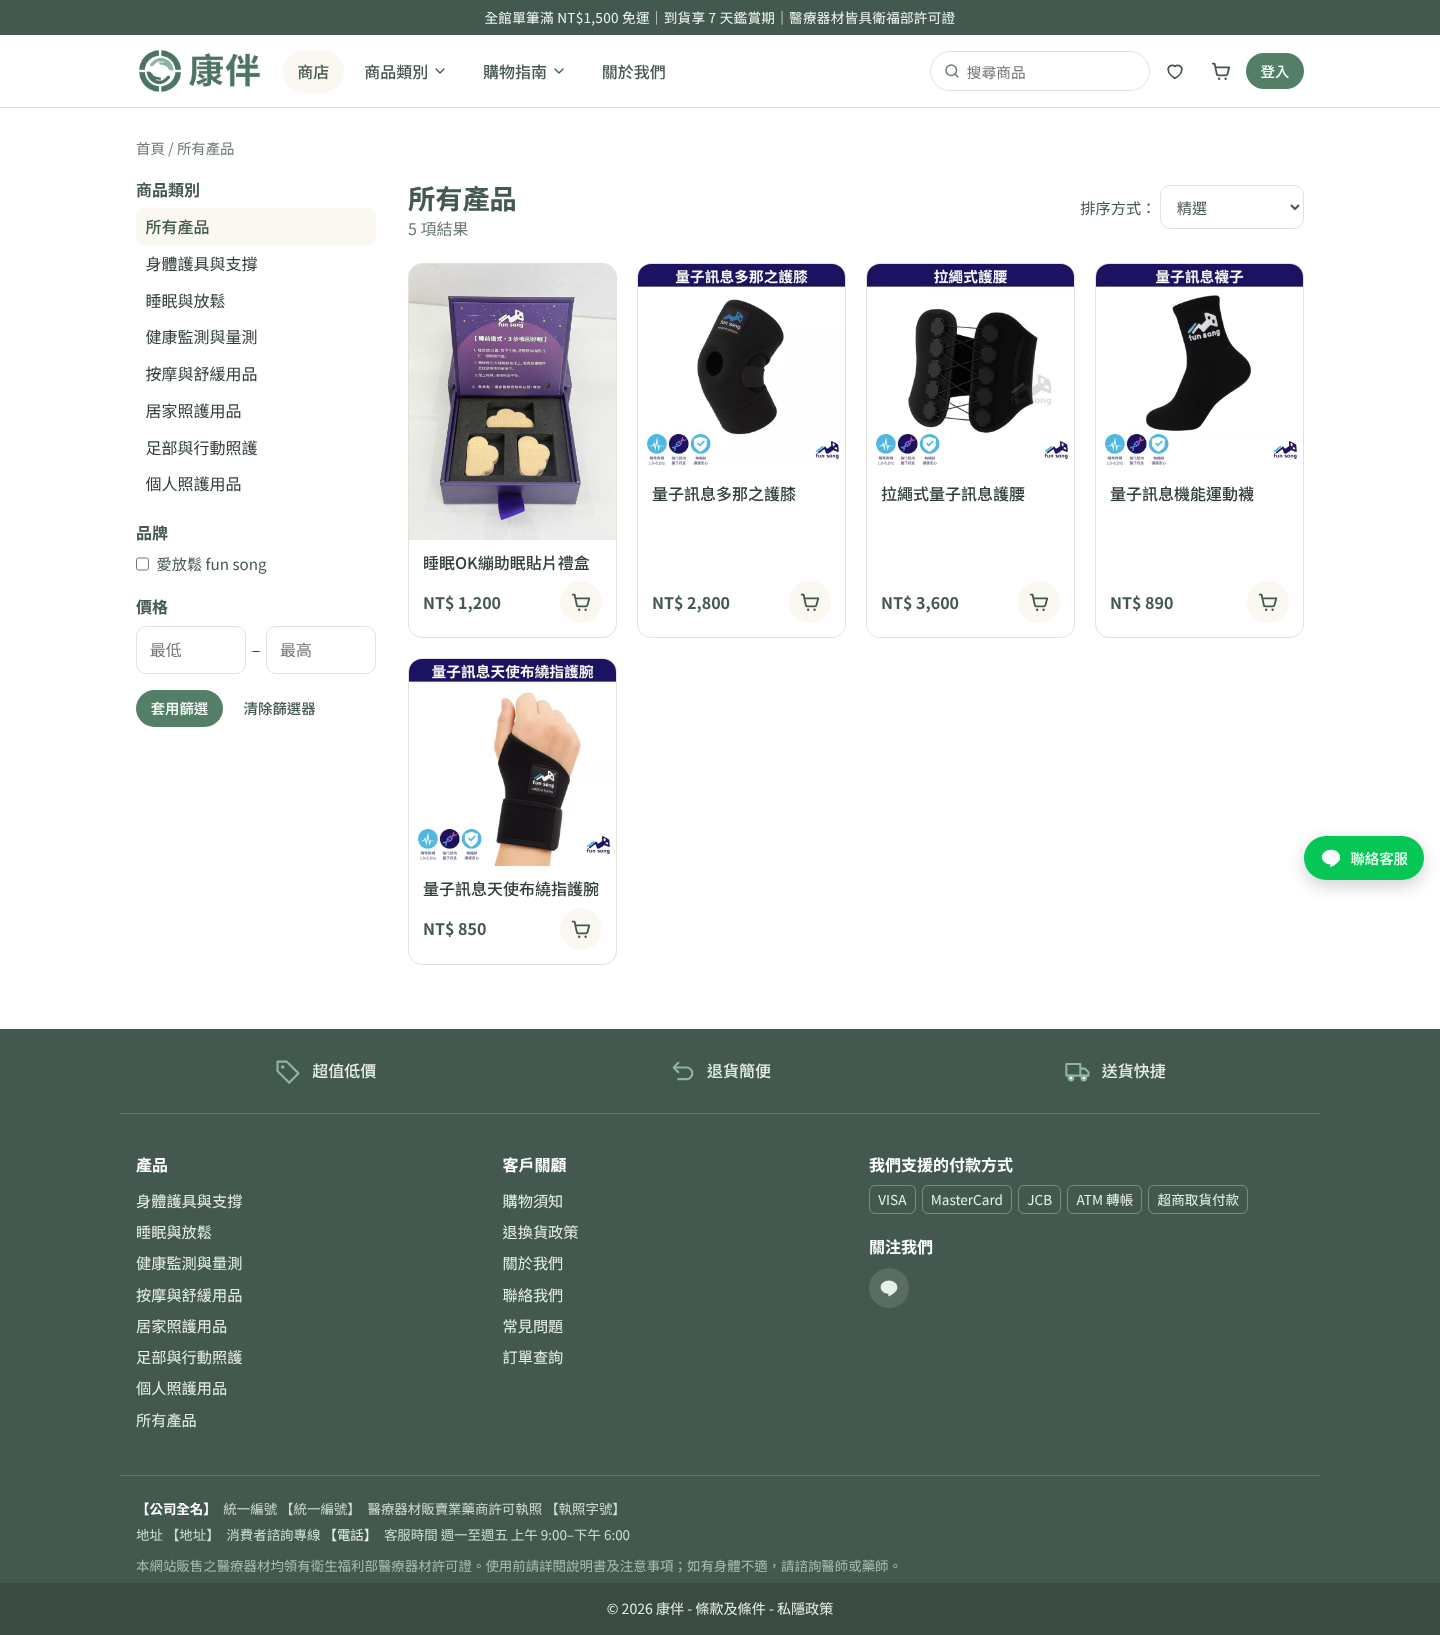 全館單筆滿 NT$1,500 免運｜到貨享 7 天鑑賞期｜醫療器材皆具衛福部許可證
康伴
商店
商品類別
購物指南
關於我們
搜尋商品
登入
首頁 / 所有產品
商品類別
所有產品
身體護具與支撐
睡眠與放鬆
健康監測與量測
按摩與舒緩用品
居家照護用品
足部與行動照護
個人照護用品
品牌
愛放鬆 fun song
價格
最低
–
最高
套用篩選
清除篩選器
所有產品
5 項結果
排序方式：
精選
fun song
睡眠OK繃助眠貼片禮盒
NT$ 1,200
量子訊息多那之護膝
fun song
fun song
量子訊息多那之護膝
NT$ 2,800
拉繩式護腰
fun song
fun song
拉繩式量子訊息護腰
NT$ 3,600
量子訊息襪子
fun song
fun song
量子訊息機能運動襪
NT$ 890
量子訊息天使布繞指護腕
fun song
fun song
量子訊息天使布繞指護腕
NT$ 850
聯絡客服
超值低價
退貨簡便
送貨快捷
產品
身體護具與支撐
睡眠與放鬆
健康監測與量測
按摩與舒緩用品
居家照護用品
足部與行動照護
個人照護用品
所有產品
客戶關顧
購物須知
退換貨政策
關於我們
聯絡我們
常見問題
訂單查詢
我們支援的付款方式
VISA
MasterCard
JCB
ATM 轉帳
超商取貨付款
關注我們
【公司全名】 統一編號 【統一編號】 醫療器材販賣業藥商許可執照 【執照字號】
地址 【地址】 消費者諮詢專線 【電話】 客服時間 週一至週五 上午 9:00–下午 6:00
本網站販售之醫療器材均領有衛生福利部醫療器材許可證。使用前請詳閱說明書及注意事項；如有身體不適，請諮詢醫師或藥師。
© 2026 康伴 - 條款及條件 - 私隱政策